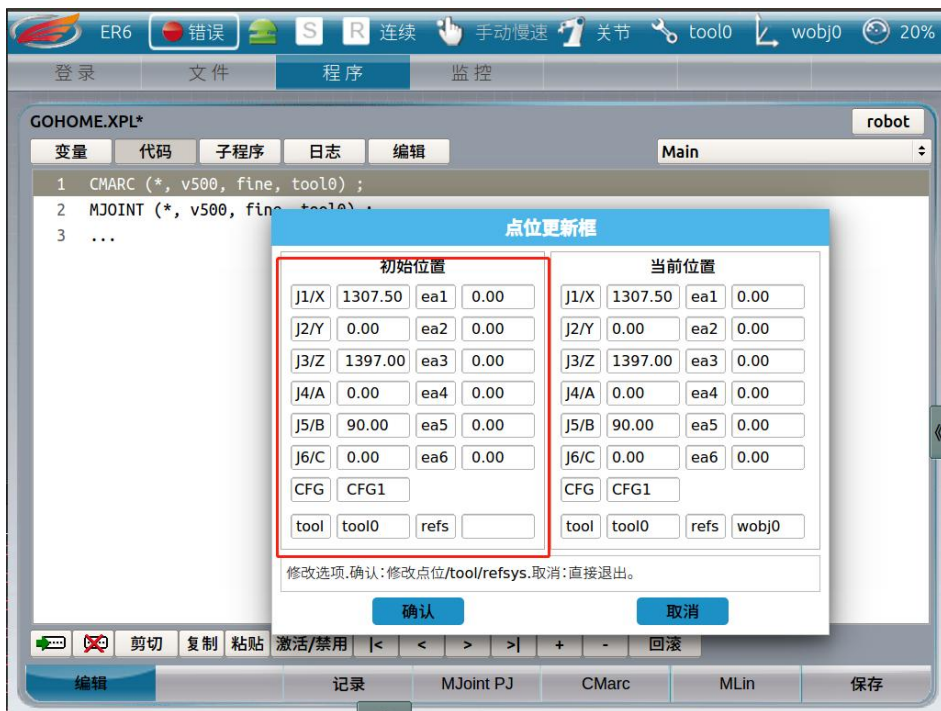 ER6 错误 S R 连续 手动慢速 关节 tool0 wobj0 20%
登录 文件 程序 监控
GOHOME.XPL* robot
变量 代码 子程序 日志 编辑 Main
1 CMARC (*, v500, fine, tool0) ;
2 MJOINT (*, v500, fine, tool0) ;
3 ...
点位更新框
初始位置 当前位置
J1/X 1307.50 ea1 0.00 J1/X 1307.50 ea1 0.00
J2/Y 0.00 ea2 0.00 J2/Y 0.00 ea2 0.00
J3/Z 1397.00 ea3 0.00 J3/Z 1397.00 ea3 0.00
J4/A 0.00 ea4 0.00 J4/A 0.00 ea4 0.00
J5/B 90.00 ea5 0.00 J5/B 90.00 ea5 0.00
J6/C 0.00 ea6 0.00 J6/C 0.00 ea6 0.00
CFG CFG1 CFG CFG1
tool tool0 refs tool tool0 refs wobj0
修改选项.确认:修改点位/tool/refsys.取消:直接退出。
确认 取消
剪切 复制 粘贴 激活/禁用 |< < > >| + - 回滚
编辑 记录 MJoint PJ CMarc MLin 保存